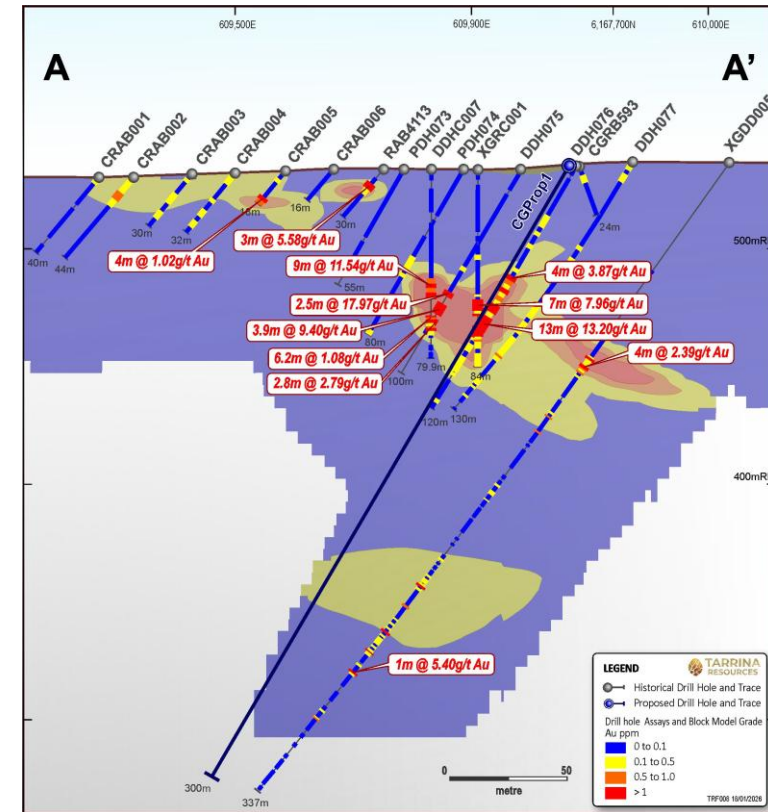 609,500E
609,900E
6,167,700N
610,000E
A
A'
CRAB001
CRAB002
CRAB003
CRAB004
CRAB005
CRAB006
RAB4113
PDH073
DDHC007
PDH074
XGRC001
DDH075
DDH076
CGRB593
DDH077
XGDD005
CGProp1
40m
44m
30m
32m
18m
16m
30m
24m
500mRl
4m @ 1.02g/t Au
3m @ 5.58g/t Au
9m @ 11.54g/t Au
55m
2.5m @ 17.97g/t Au
3.9m @ 9.40g/t Au
80m
6.2m @ 1.08g/t Au
2.8m @ 2.79g/t Au
4m @ 3.87g/t Au
7m @ 7.96g/t Au
13m @ 13.20g/t Au
4m @ 2.39g/t Au
79.9m
84m
100m
120m
130m
400mRl
1m @ 5.40g/t Au
300m
337m
0
50
metre
LEGEND
TARRINA
RESOURCES
Historical Drill Hole and Trace
Proposed Drill Hole and Trace
Drill hole Assays and Block Model Grade
Au ppm
0 to 0.1
0.1 to 0.5
0.5 to 1.0
> 1
TRF008 18/01/2026